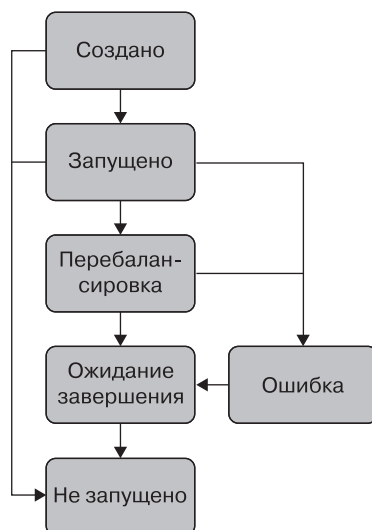 Создано
Запущено
Перебалан-
сировка
Ожидание
завершения
Ошибка
Не запущено